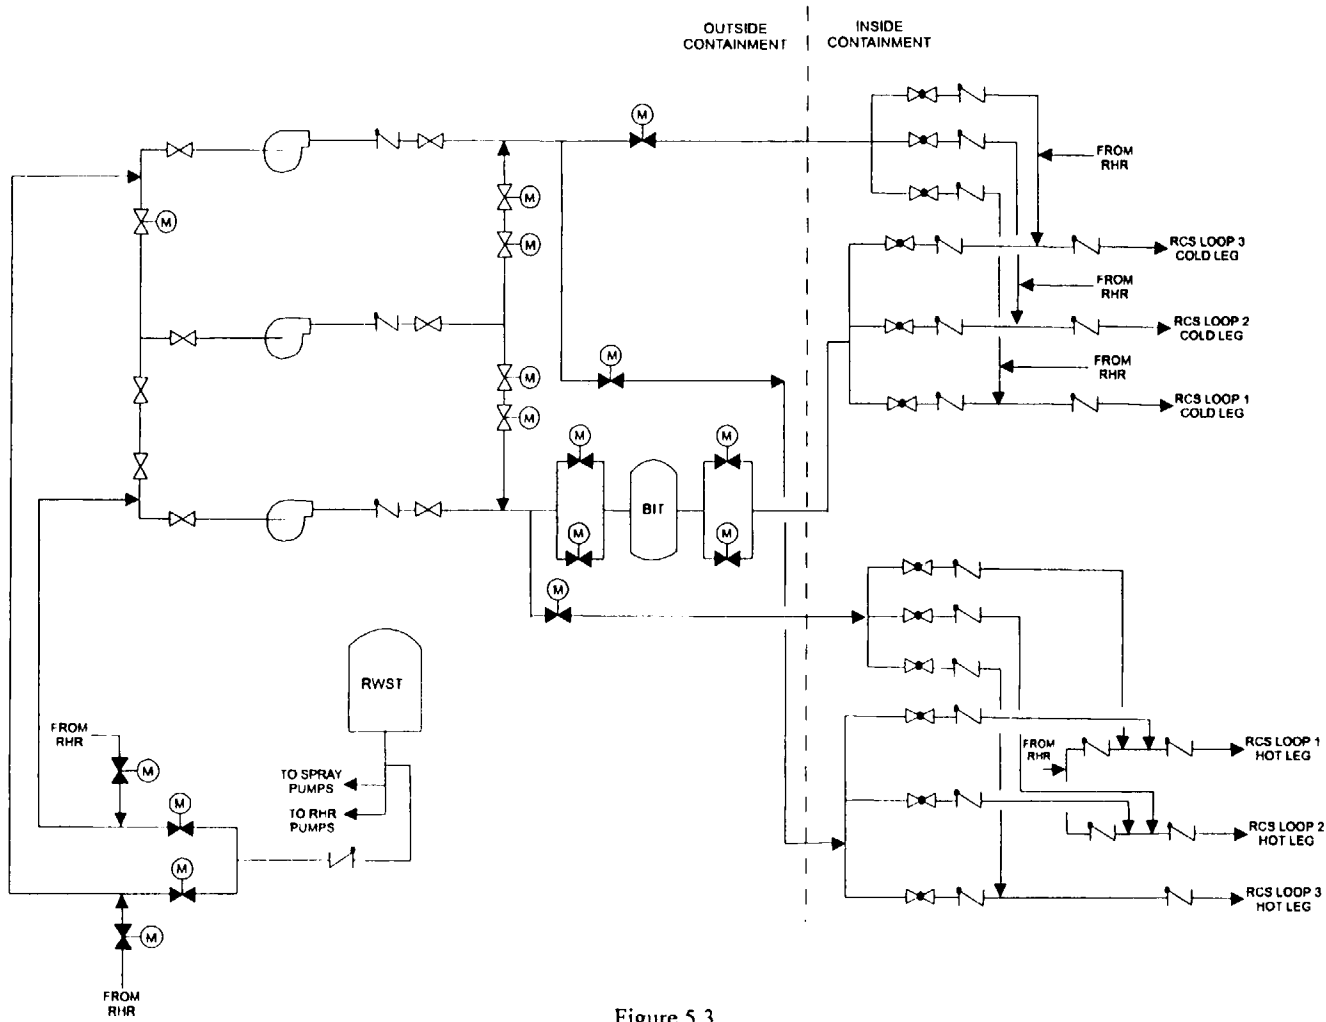 OUTSIDE
CONTAINMENT
INSIDE
CONTAINMENT
M
FROM
RHR
M
M
M
RCS LOOP 3
COLD LEG
FROM
RHR
RCS LOOP 2
COLD LEG
M
M
FROM
RHR
M
RCS LOOP 1
COLD LEG
M
M
BIT
M
M
M
RWST
FROM
RHR
M
TO SPRAY
PUMPS
TO RHR
PUMPS
M
M
M
FROM
RHR
FROM
RHR
RCS LOOP 1
HOT LEG
RCS LOOP 2
HOT LEG
RCS LOOP 3
HOT LEG
Figure 5.3